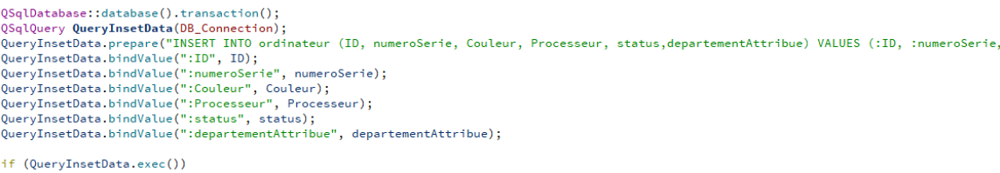 QSqlDatabase::database().transaction();
QSqlQuery QueryInsetData(DB_Connection);
QueryInsetData.prepare("INSERT INTO ordinateur (ID, numeroSerie, Couleur, Processeur, status,departementAttribue) VALUES (:ID, :numeroSerie,
QueryInsetData.bindValue(":ID", ID);
QueryInsetData.bindValue(":numeroSerie", numeroSerie);
QueryInsetData.bindValue(":Couleur", Couleur);
QueryInsetData.bindValue(":Processeur", Processeur);
QueryInsetData.bindValue(":status", status);
QueryInsetData.bindValue(":departementAttribue", departementAttribue);
if (QueryInsetData.exec())